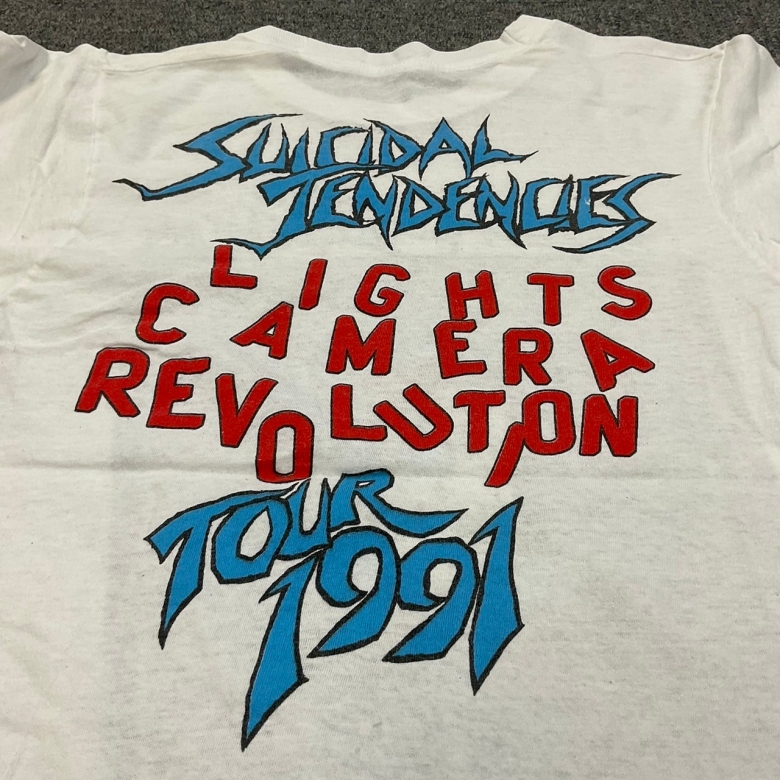 SUICIDAL
TENDENCIES
LIGHTS
CAMERA
REVOLUTION
TOUR
1991